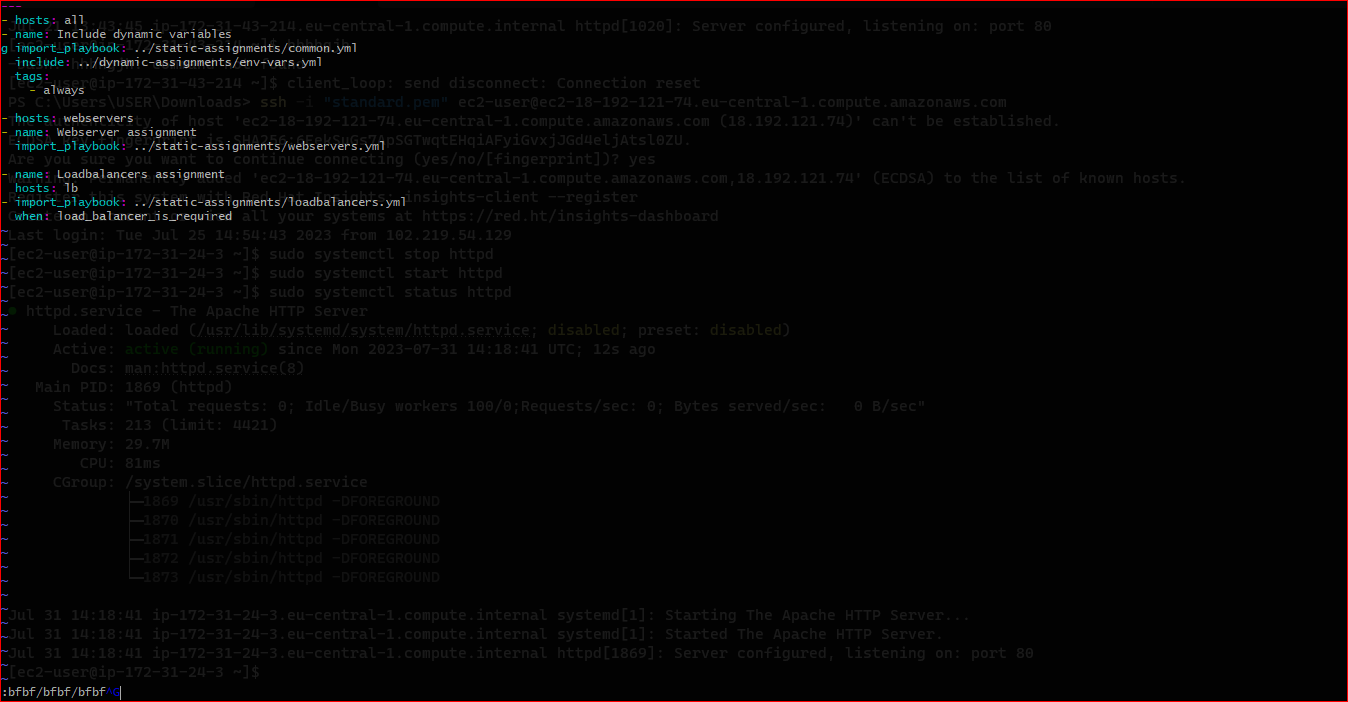 ---
- hosts: all
- name: Include dynamic variables
g import_playbook: ../static-assignments/common.yml
  include: ../dynamic-assignments/env-vars.yml
  tags:
    - always
- hosts: webservers
- name: Webserver assignment
  import_playbook: ../static-assignments/webservers.yml
- name: Loadbalancers assignment
  hosts: lb
- import_playbook: ../static-assignments/loadbalancers.yml
  when: load_balancer_is_required
:bfbf/bfbf/bfbf^G
43:45 ip-172-31-43-214.eu-central-1.compute.internal httpd[1020]: Server configured, listening on: port 80
[ec2-user@ip-172-31-43-214 ~]$ client_loop: send disconnect: Connection reset
PS C:\Users\USER\Downloads> ssh -i "standard.pem" ec2-user@ec2-18-192-121-74.eu-central-1.compute.amazonaws.com
of host 'ec2-18-192-121-74.eu-central-1.compute.amazonaws.com (18.192.121.74)' can't be established.
Are you sure you want to continue connecting (yes/no/[fingerprint])? yes
'ec2-18-192-121-74.eu-central-1.compute.amazonaws.com,18.192.121.74' (ECDSA) to the list of known hosts.
insights-client --register
all your systems at https://red.ht/insights-dashboard
Last login: Tue Jul 25 14:54:43 2023 from 102.219.54.129
[ec2-user@ip-172-31-24-3 ~]$ sudo systemctl stop httpd
[ec2-user@ip-172-31-24-3 ~]$ sudo systemctl start httpd
[ec2-user@ip-172-31-24-3 ~]$ sudo systemctl status httpd
● httpd.service - The Apache HTTP Server
Loaded: loaded (/usr/lib/systemd/system/httpd.service; disabled; preset: disabled)
Active: active (running) since Mon 2023-07-31 14:18:41 UTC; 12s ago
Docs: man:httpd.service(8)
Main PID: 1869 (httpd)
Status: "Total requests: 0; Idle/Busy workers 100/0;Requests/sec: 0; Bytes served/sec:   0 B/sec"
Tasks: 213 (limit: 4421)
Memory: 29.7M
CPU: 81ms
CGroup: /system.slice/httpd.service
├─1869 /usr/sbin/httpd -DFOREGROUND
├─1870 /usr/sbin/httpd -DFOREGROUND
├─1871 /usr/sbin/httpd -DFOREGROUND
├─1872 /usr/sbin/httpd -DFOREGROUND
└─1873 /usr/sbin/httpd -DFOREGROUND
Jul 31 14:18:41 ip-172-31-24-3.eu-central-1.compute.internal systemd[1]: Starting The Apache HTTP Server...
Jul 31 14:18:41 ip-172-31-24-3.eu-central-1.compute.internal systemd[1]: Started The Apache HTTP Server.
Jul 31 14:18:41 ip-172-31-24-3.eu-central-1.compute.internal httpd[1869]: Server configured, listening on: port 80
[ec2-user@ip-172-31-24-3 ~]$